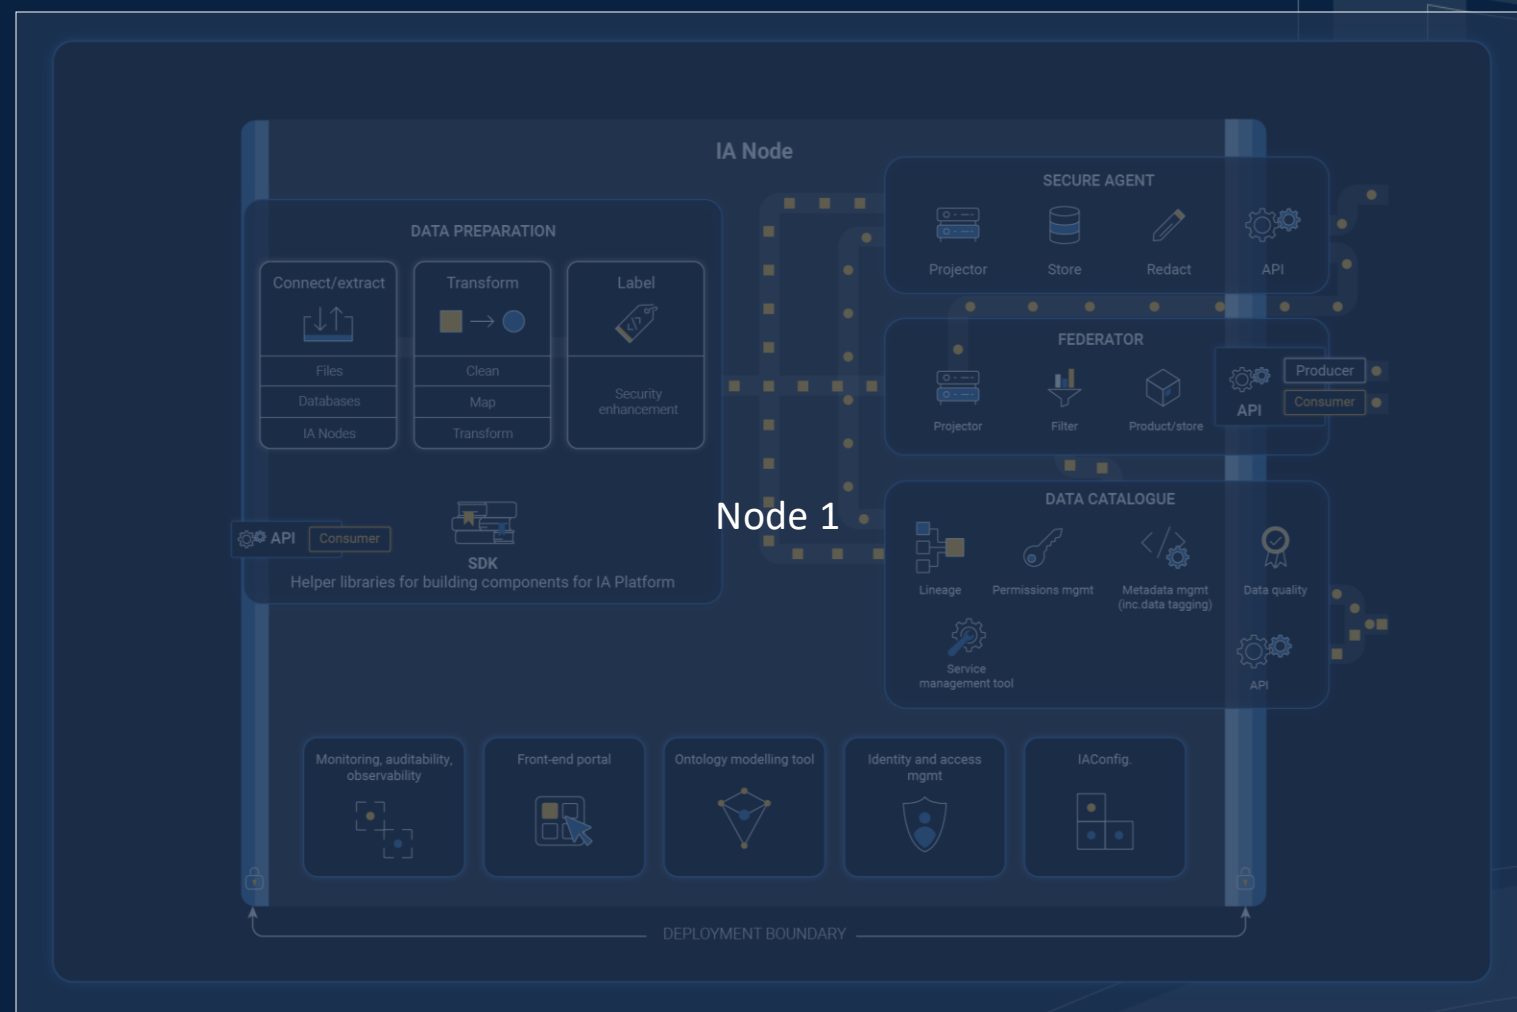 IA Node
DATA PREPARATION
Connect/extract
Files
Databases
IA Nodes
Transform
Clean
Map
Transform
Label
Security
enhancement
API
Consumer
SDK
Helper libraries for building components for IA Platform
SECURE AGENT
Projector
Store
Redact
API
FEDERATOR
Projector
Filter
Product/store
API
Producer
Consumer
Node 1
DATA CATALOGUE
Lineage
Permissions mgmt
Metadata mgmt
(inc.data tagging)
Data quality
Service
management tool
API
Monitoring, auditability,
observability
Front-end portal
Ontology modelling tool
Identity and access
mgmt
IAConfig.
DEPLOYMENT BOUNDARY